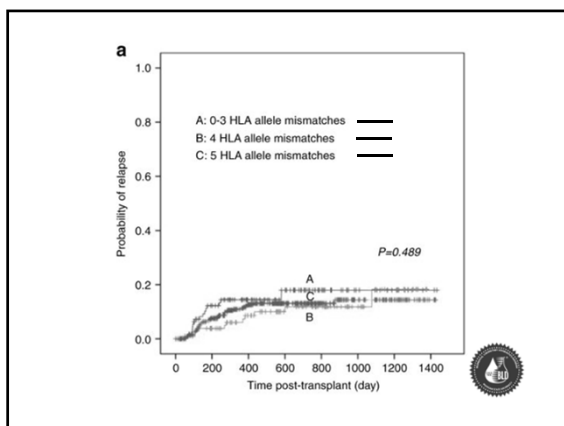 a
1.0
0.8
0.6
0.4
0.2
0.0
A: 0-3 HLA allele mismatches
B: 4 HLA allele mismatches
C: 5 HLA allele mismatches
P=0.489
A
C
B
0 200 400 600 800 1000 1200 1400
Probability of relapse
Time post-transplant (day)
BLD